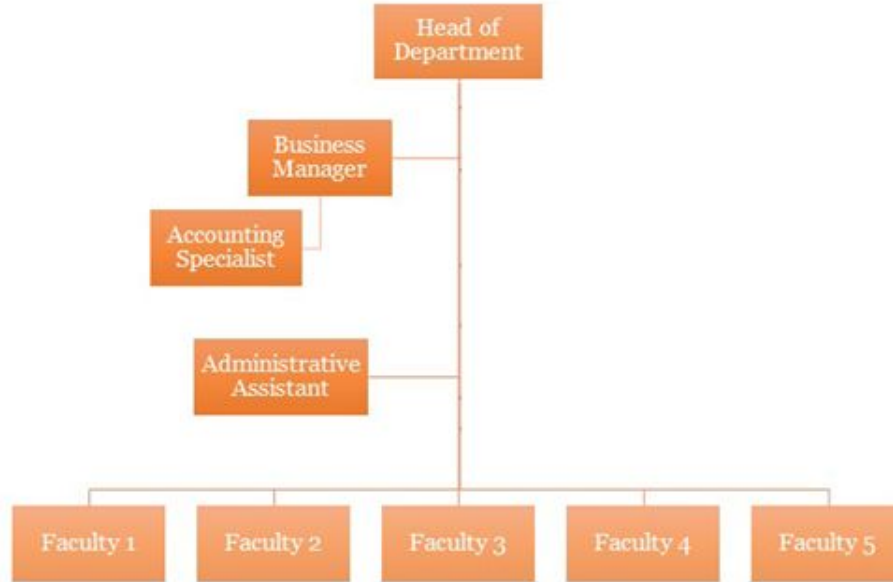 Head of
Department
Business
Manager
Accounting
Specialist
Administrative
Assistant
Faculty 1
Faculty 2
Faculty 3
Faculty 4
Faculty 5